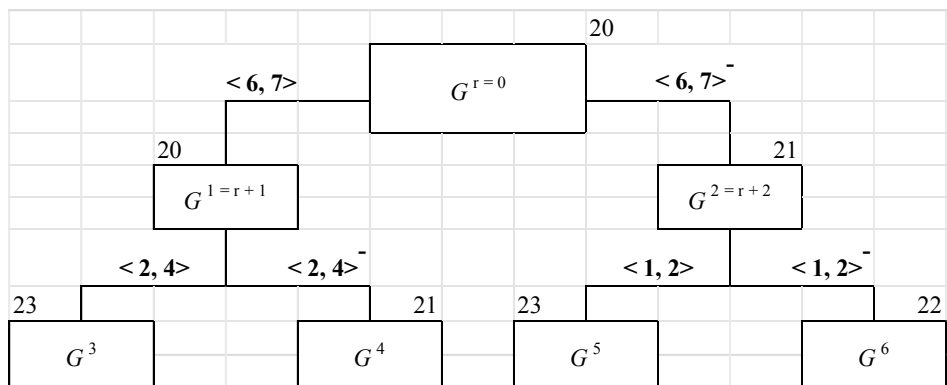 20
G r = 0
< 6, 7> < 6, 7>-
20 21
G 1 = r + 1 G 2 = r + 2
< 2, 4> < 2, 4>- < 1, 2> < 1, 2>-
23 21 23 22
G 3 G 4 G 5 G 6